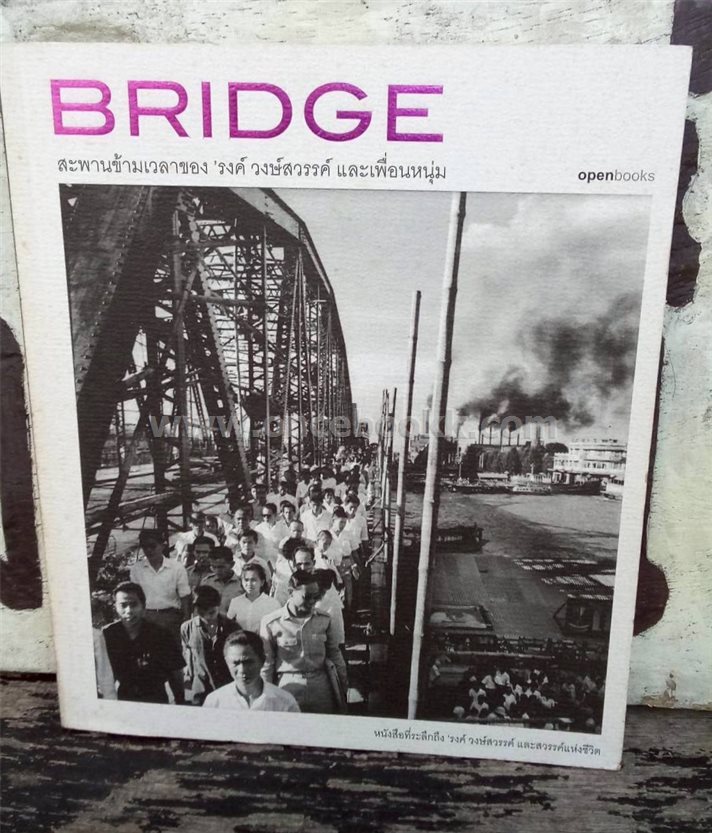 BRIDGE
สะพานข้ามเวลาของ 'รงค์ วงษ์สวรรค์ และเพื่อนหนุ่ม
openbooks
www.oncebookk.com
หนังสือที่ระลึกถึง 'รงค์ วงษ์สวรรค์ และสวรรค์แห่งชีวิต